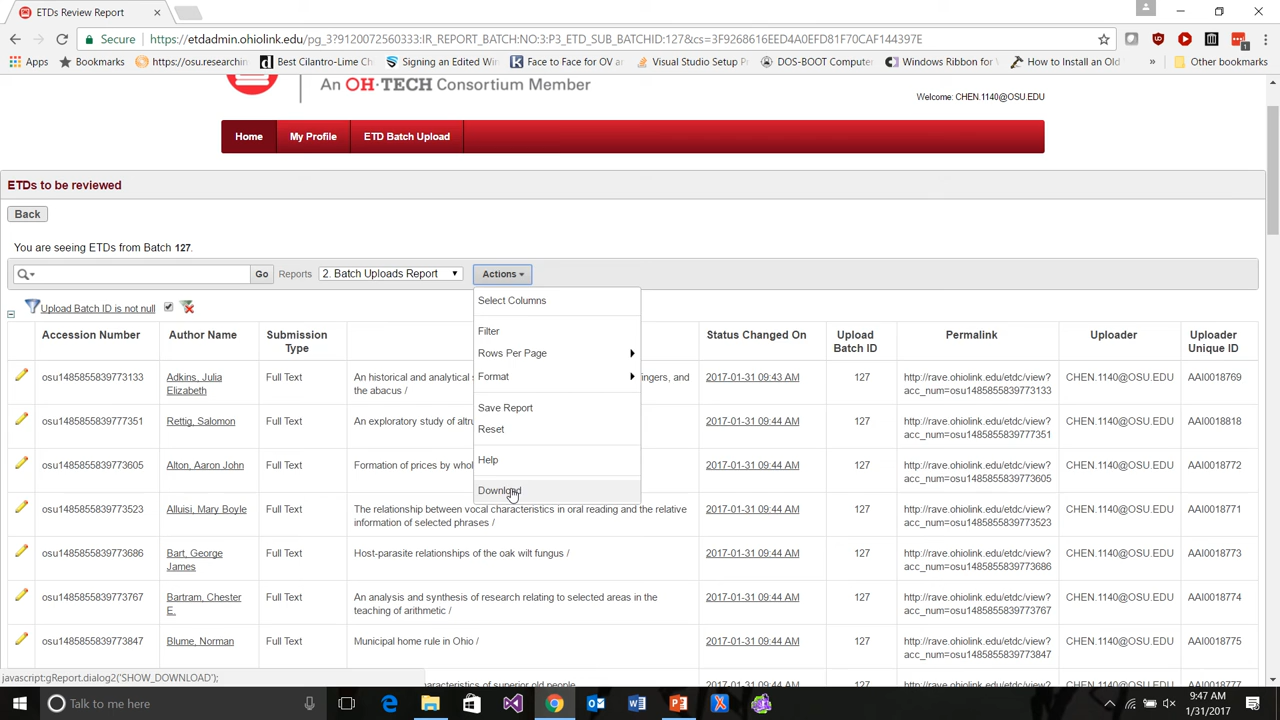 ETDs Review Report
Secure
https://etdadmin.ohiolink.edu/pg_3?9120072560333:IR_REPORT_BATCH:NO:3:P3_ETD_SUB_BATCHID:127&cs=3F9268616EED4A0EFD81F70CAF144397E
Apps Bookmarks https://osu.researchin Best Cilantro-Lime Ch Signing an Edited Win Face to Face for OV an Visual Studio Setup Pr DOS-BOOT Computer Windows Ribbon for V How to Install an Old » Other bookmarks
An OH·TECH Consortium Member
Welcome: CHEN.1140@OSU.EDU
Home My Profile ETD Batch Upload
ETDs to be reviewed
Back
You are seeing ETDs from Batch 127.
Go Reports 2. Batch Uploads Report Actions
Select Columns
Filter
Rows Per Page
Format
Save Report
Reset
Help
Download
Upload Batch ID is not null
Accession Number Author Name Submission Type Status Changed On Upload Batch ID Permalink Uploader Uploader Unique ID
osu1485855839773133 Adkins, Julia Full Text An historical and analytical s ingers, and 2017-01-31 09:43 AM 127 http://rave.ohiolink.edu/etdc/view? CHEN.1140@OSU.EDU AAI0018769
Elizabeth the abacus / acc_num=osu1485855839773133
osu1485855839777351 Rettig, Salomon Full Text An exploratory study of altru 2017-01-31 09:44 AM 127 http://rave.ohiolink.edu/etdc/view? CHEN.1140@OSU.EDU AAI0018818
acc_num=osu1485855839777351
osu1485855839773605 Alton, Aaron John Full Text Formation of prices by whol 2017-01-31 09:44 AM 127 http://rave.ohiolink.edu/etdc/view? CHEN.1140@OSU.EDU AAI0018772
acc_num=osu1485855839773605
osu1485855839773523 Alluisi, Mary Boyle Full Text The relationship between vocal characteristics in oral reading and the relative 2017-01-31 09:44 AM 127 http://rave.ohiolink.edu/etdc/view? CHEN.1140@OSU.EDU AAI0018771
information of selected phrases / acc_num=osu1485855839773523
osu1485855839773686 Bart, George Full Text Host-parasite relationships of the oak wilt fungus / 2017-01-31 09:44 AM 127 http://rave.ohiolink.edu/etdc/view? CHEN.1140@OSU.EDU AAI0018773
James acc_num=osu1485855839773686
osu1485855839773767 Bartram, Chester Full Text An analysis and synthesis of research relating to selected areas in the 2017-01-31 09:44 AM 127 http://rave.ohiolink.edu/etdc/view? CHEN.1140@OSU.EDU AAI0018774
E. teaching of arithmetic / acc_num=osu1485855839773767
osu1485855839773847 Blume, Norman Full Text Municipal home rule in Ohio / 2017-01-31 09:44 AM 127 http://rave.ohiolink.edu/etdc/view? CHEN.1140@OSU.EDU AAI0018775
acc_num=osu1485855839773847
javascript:gReport.dialog2('SHOW_DOWNLOAD');
characteristics of superior old people
Talk to me here
9:47 AM
1/31/2017